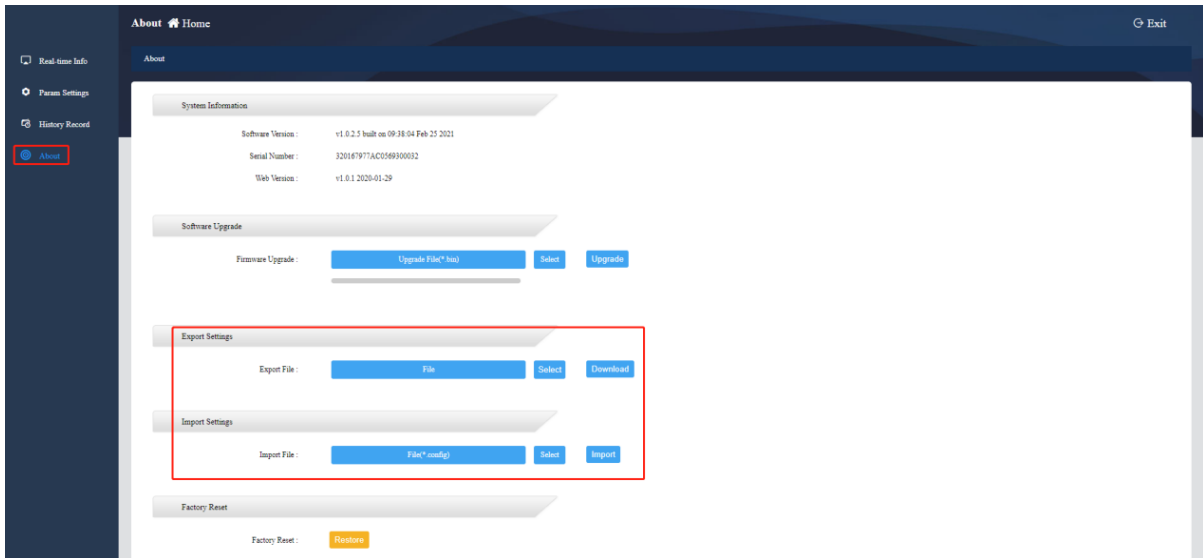 About Home
Exit
Real-time Info
Param Settings
History Record
About
About
System Information
Software Version : v1.0.2.5 built on 09:38:04 Feb 25 2021
Serial Number : 320167977AC0569300032
Web Version : v1.0.1 2020-01-29
Software Upgrade
Firmware Upgrade : Upgrade File(*.bin) Select Upgrade
Export Settings
Export File : File Select Download
Import Settings
Import File : File(*.config) Select Import
Factory Reset
Factory Reset : Restore